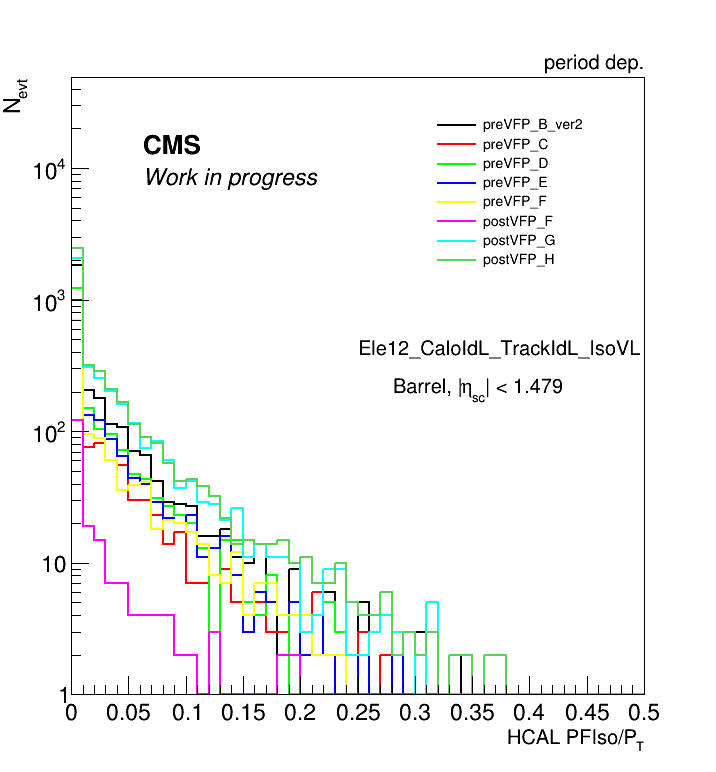 period dep.
N_evt
CMS
Work in progress
preVFP_B_ver2
preVFP_C
preVFP_D
preVFP_E
preVFP_F
postVFP_F
postVFP_G
postVFP_H
Ele12_CaloIdL_TrackIdL_IsoVL
Barrel, |η_sc| < 1.479
10^4
10^3
10^2
10
1
0 0.05 0.1 0.15 0.2 0.25 0.3 0.35 0.4 0.45 0.5
HCAL PFIso/P_T